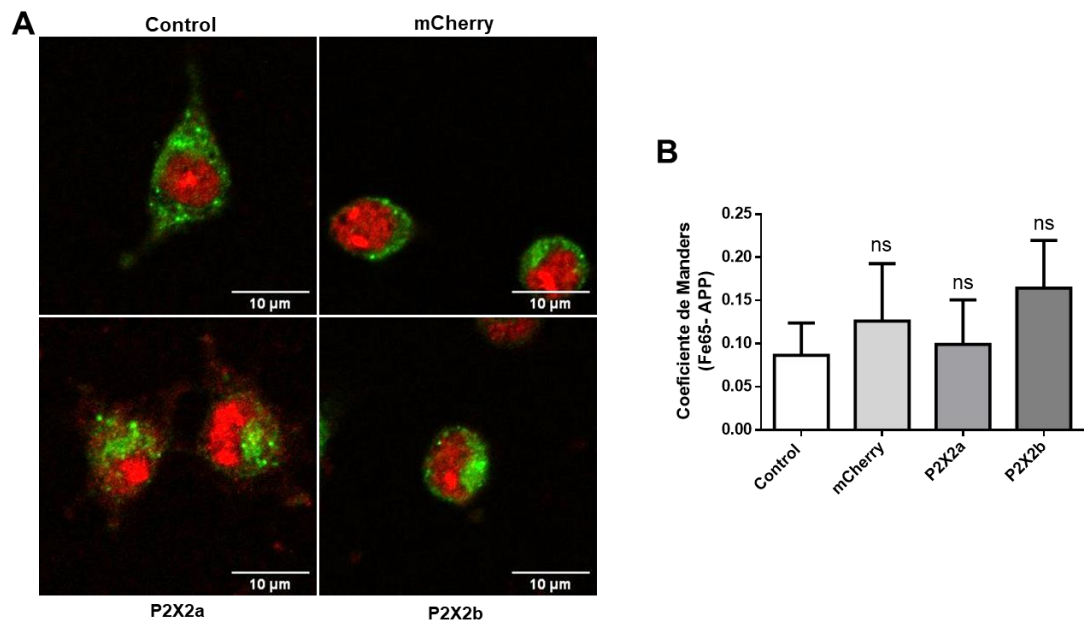 A
Control
mCherry
10 µm
10 µm
10 µm
10 µm
P2X2a
P2X2b
B
Coeficiente de Manders
(Fe65- APP)
0.25
0.20
0.15
0.10
0.05
0.00
ns
ns
ns
Control
mCherry
P2X2a
P2X2b